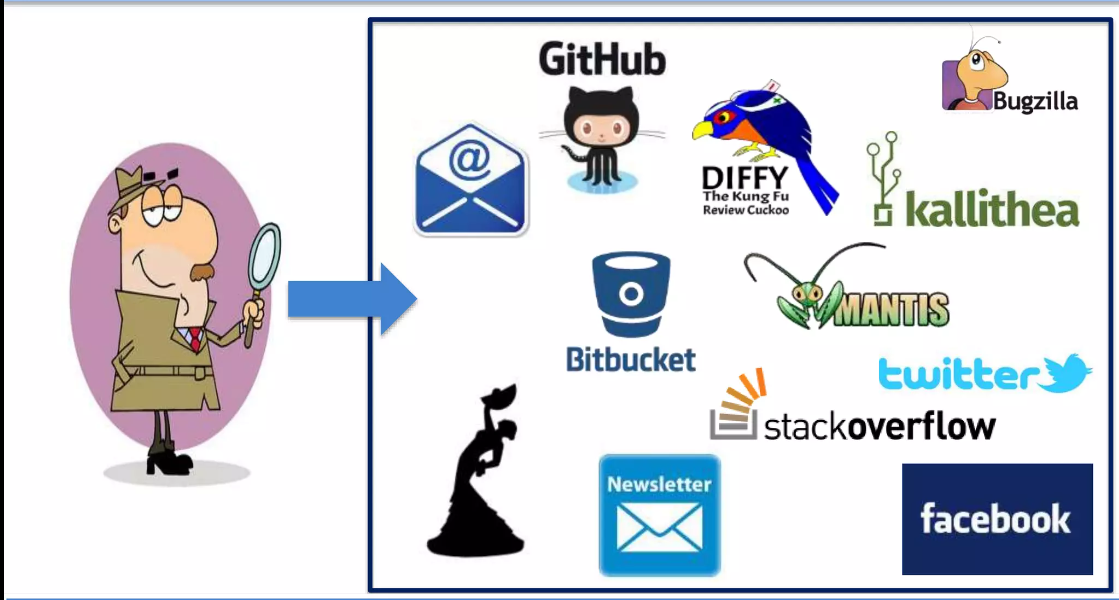 GitHub
Bugzilla
@
DIFFY
The Kung Fu
Review Cuckoo
kallithea
MANTIS
Bitbucket
twitter
stackoverflow
Newsletter
facebook